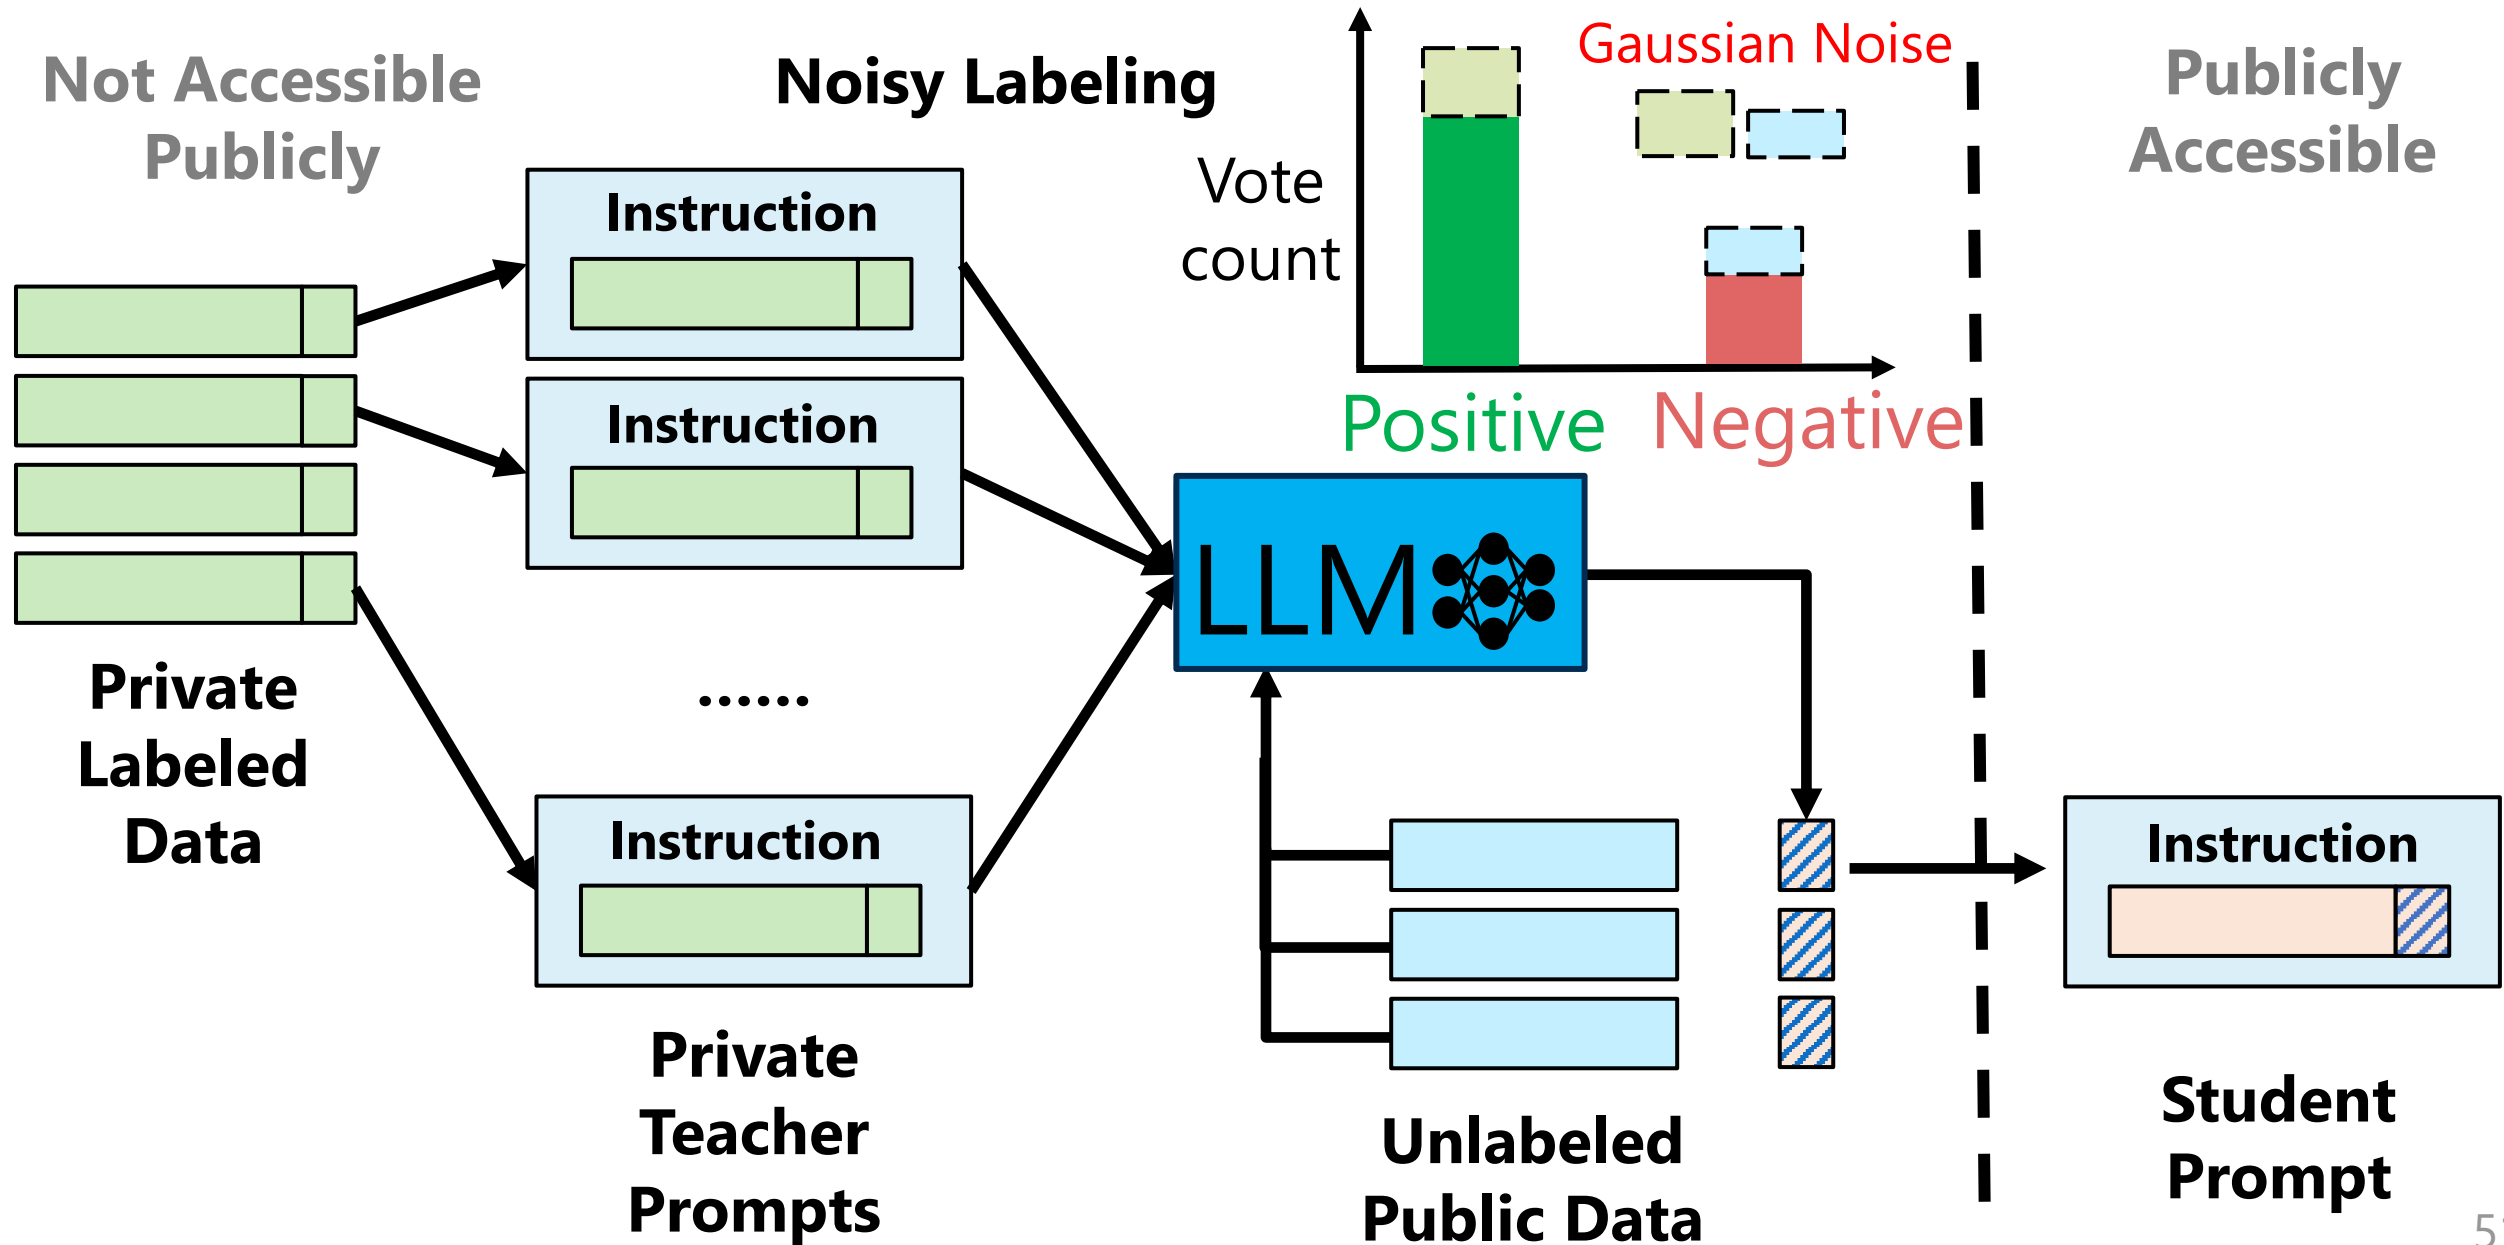 Not Accessible
Publicly
Noisy Labeling
Gaussian Noise
Publicly
Accessible
Vote
count
Positive
Negative
Instruction
Instruction
LLM
.......
Private
Labeled
Data
Instruction
Instruction
Private
Teacher
Prompts
Unlabeled
Public Data
Student
Prompt